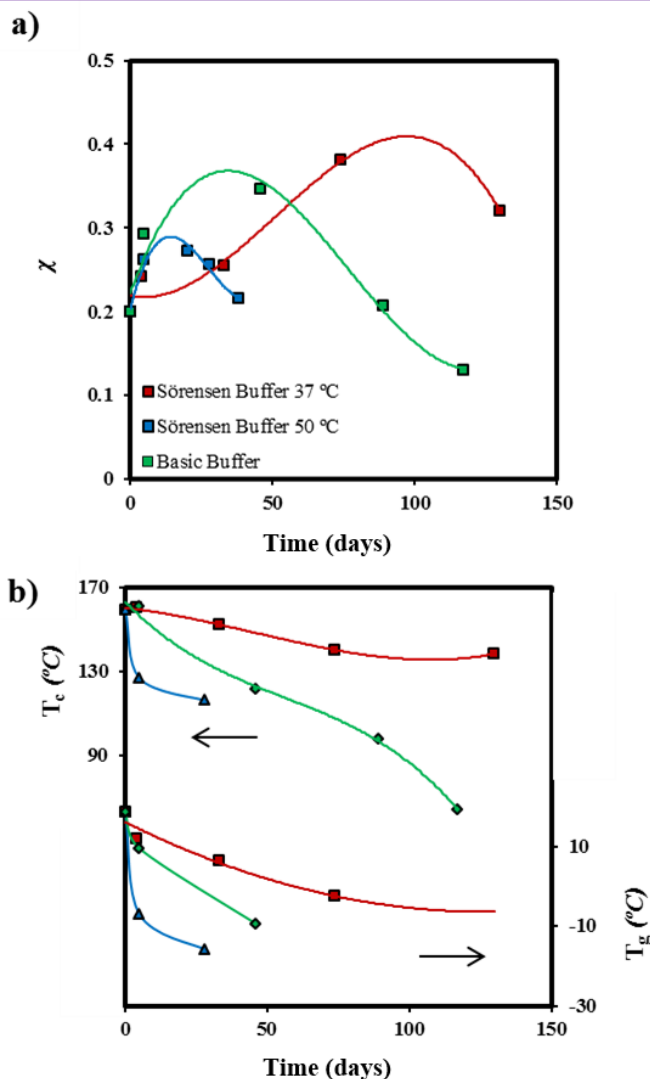 a)
0.5
0.4
0.3
0.2
0.1
0
χ
Sörensen Buffer 37 ºC
Sörensen Buffer 50 ºC
Basic Buffer
0
50
100
150
Time (days)
b)
170
130
90
Tc (ºC)
10
-10
-30
Tg (ºC)
0
50
100
150
Time (days)